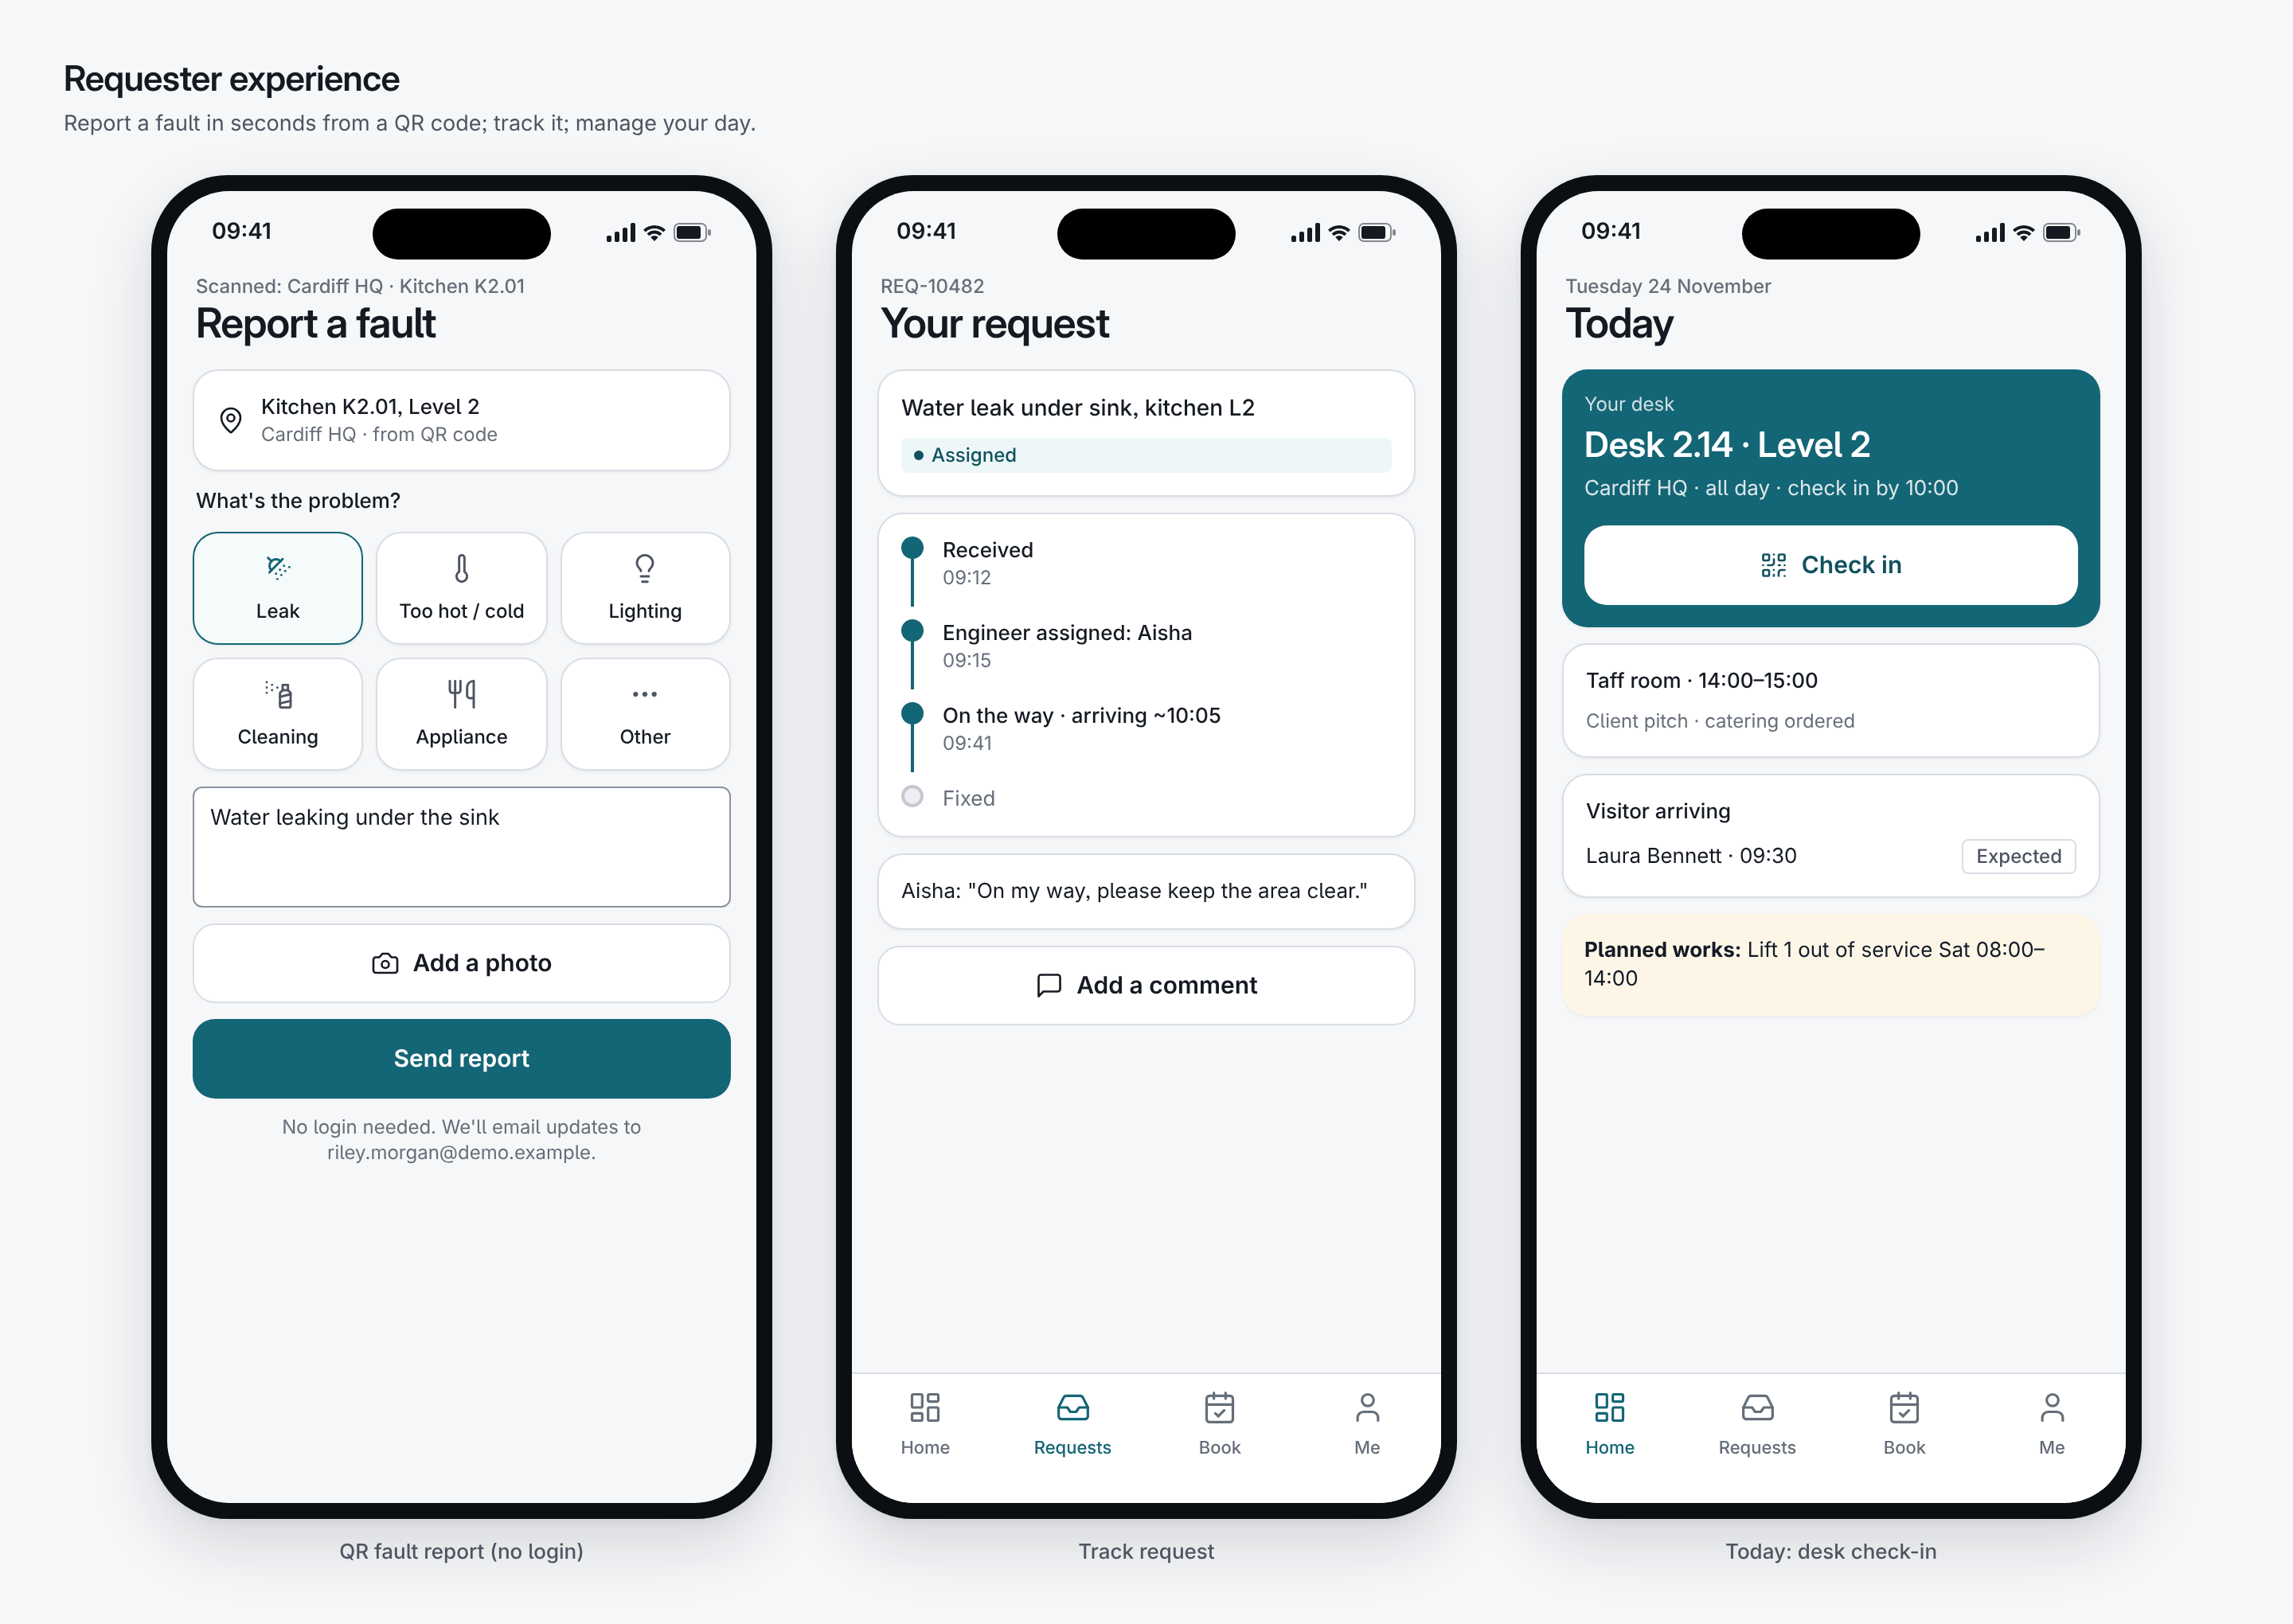 Requester experience
Report a fault in seconds from a QR code; track it; manage your day.
09:41
Scanned: Cardiff HQ · Kitchen K2.01
Report a fault
Kitchen K2.01, Level 2
Cardiff HQ · from QR code
What's the problem?
Leak
Too hot / cold
Lighting
Cleaning
Appliance
Other
Water leaking under the sink
Add a photo
Send report
No login needed. We'll email updates to
riley.morgan@demo.example.
QR fault report (no login)
09:41
REQ-10482
Your request
Water leak under sink, kitchen L2
Assigned
Received
09:12
Engineer assigned: Aisha
09:15
On the way · arriving ~10:05
09:41
Fixed
Aisha: "On my way, please keep the area clear."
Add a comment
Home
Requests
Book
Me
Track request
09:41
Tuesday 24 November
Today
Your desk
Desk 2.14 · Level 2
Cardiff HQ · all day · check in by 10:00
Check in
Taff room · 14:00–15:00
Client pitch · catering ordered
Visitor arriving
Laura Bennett · 09:30
Expected
Planned works: Lift 1 out of service Sat 08:00–
14:00
Home
Requests
Book
Me
Today: desk check-in